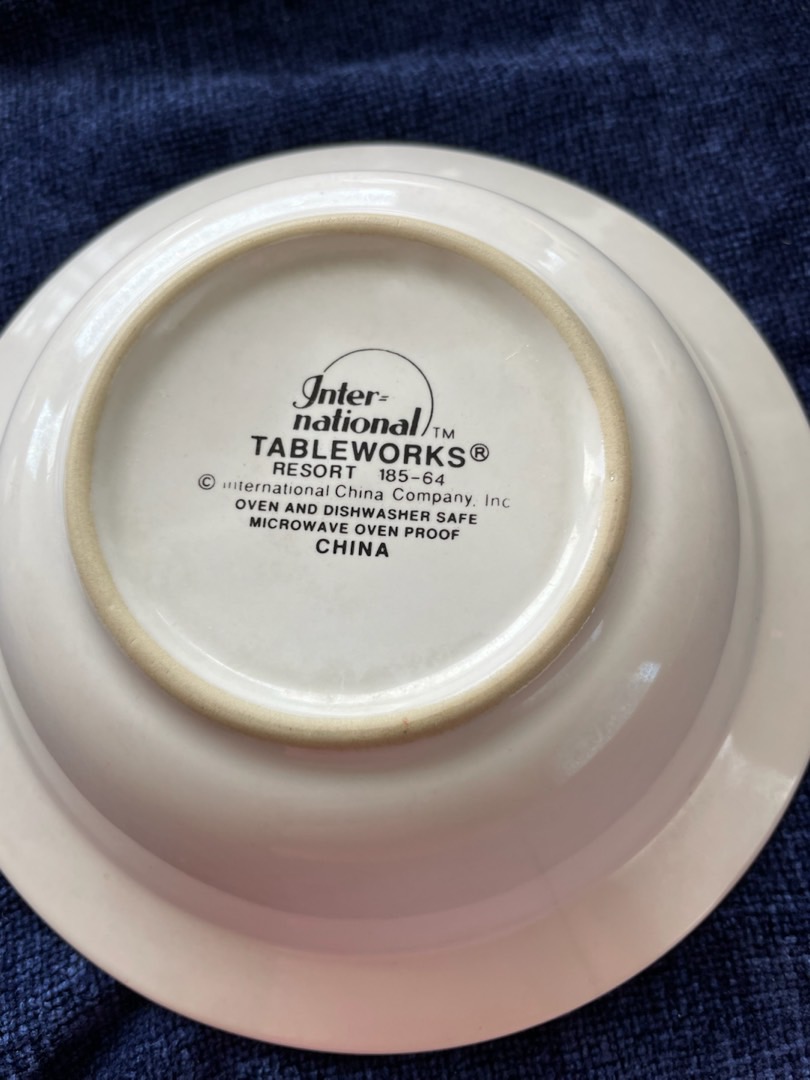 Inter-
national TM
TABLEWORKS®
RESORT 185-64
© International China Company, Inc
OVEN AND DISHWASHER SAFE
MICROWAVE OVEN PROOF
CHINA